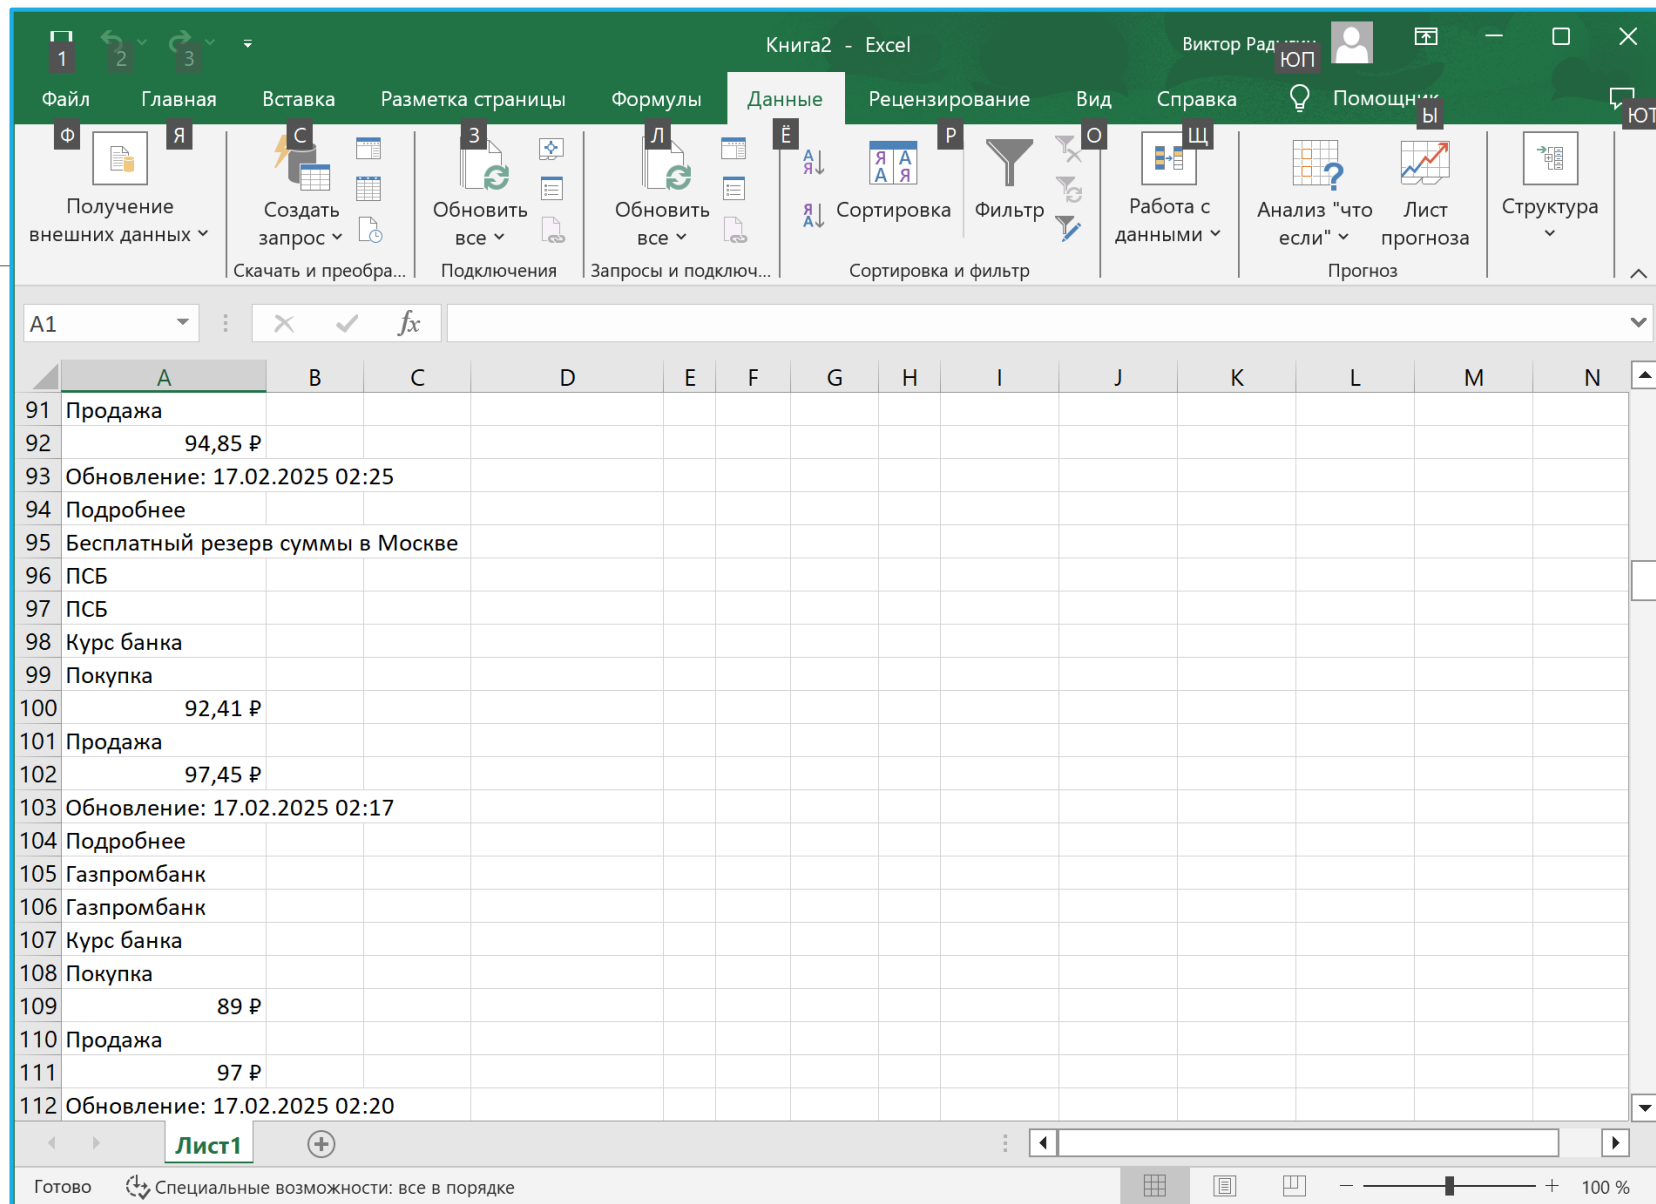 1 2 3
Книга2 - Excel
Виктор
ЮП
Файл Главная Вставка Разметка страницы Формулы Данные Рецензирование Вид Справка Помощник
Ф Я С З Л Ё Р О Щ Ы ЮТ
Получение внешних данных
Создать запрос
Обновить все
Обновить все
Сортировка
Фильтр
Работа с данными
Анализ "что если"
Лист прогноза
Структура
Скачать и преобра... Подключения Запросы и подключ... Сортировка и фильтр Прогноз
A1 fx
A B C D E F G H I J K L M N
91 Продажа
92 94,85 ₽
93 Обновление: 17.02.2025 02:25
94 Подробнее
95 Бесплатный резерв суммы в Москве
96 ПСБ
97 ПСБ
98 Курс банка
99 Покупка
100 92,41 ₽
101 Продажа
102 97,45 ₽
103 Обновление: 17.02.2025 02:17
104 Подробнее
105 Газпромбанк
106 Газпромбанк
107 Курс банка
108 Покупка
109 89 ₽
110 Продажа
111 97 ₽
112 Обновление: 17.02.2025 02:20
Лист1
Готово Специальные возможности: все в порядке 100 %